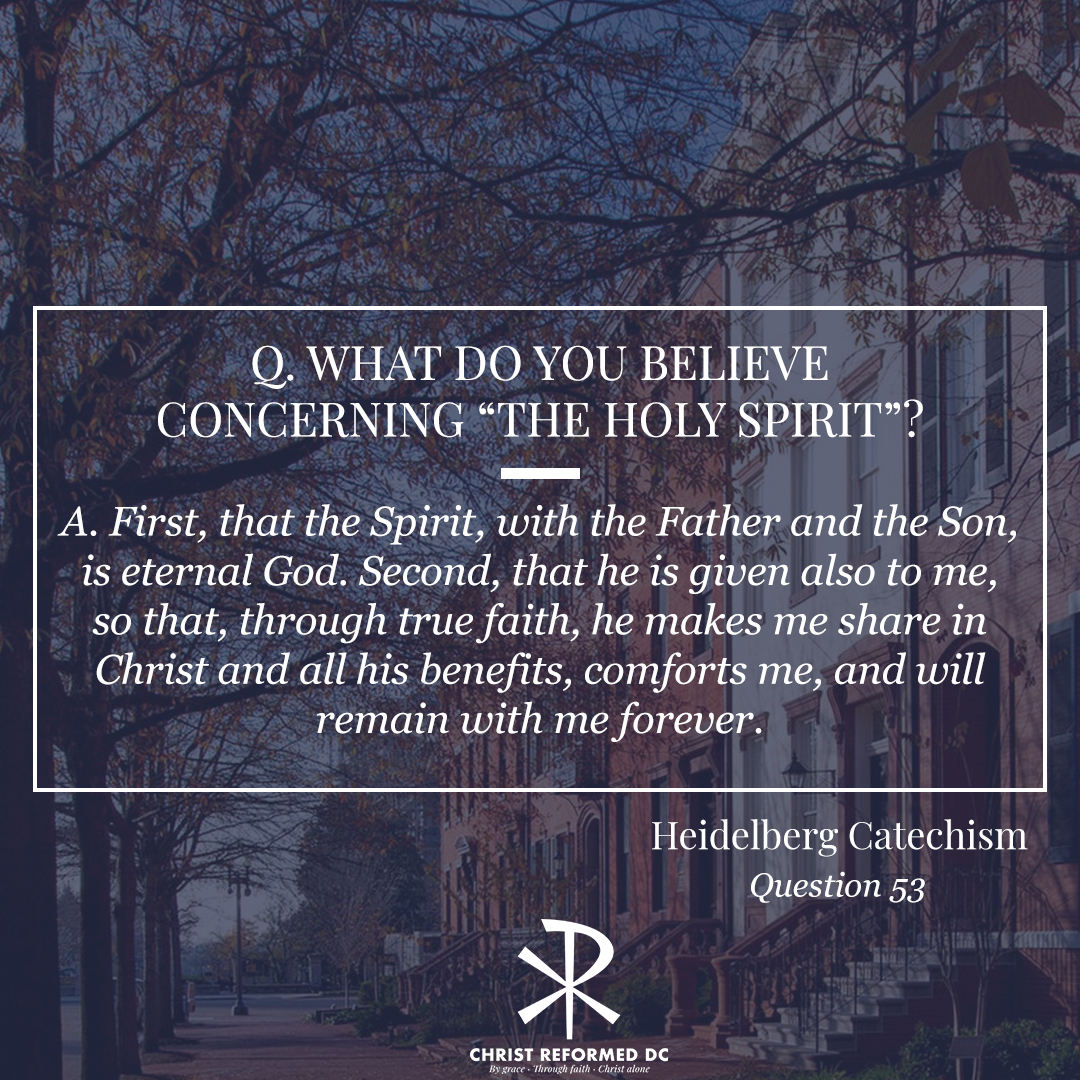 Q. WHAT DO YOU BELIEVE
CONCERNING “THE HOLY SPIRIT”?
A. First, that the Spirit, with the Father and the Son,
is eternal God. Second, that he is given also to me,
so that, through true faith, he makes me share in
Christ and all his benefits, comforts me, and will
remain with me forever.
Heidelberg Catechism
Question 53
CHRIST REFORMED DC
By grace · Through faith · Christ alone